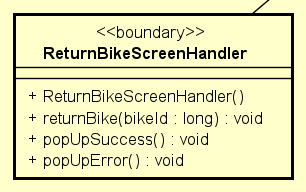 <<boundary>>
ReturnBikeScreenHandler
+ ReturnBikeScreenHandler()
+ returnBike(bikeId : long) : void
+ popUpSuccess() : void
+ popUpError() : void